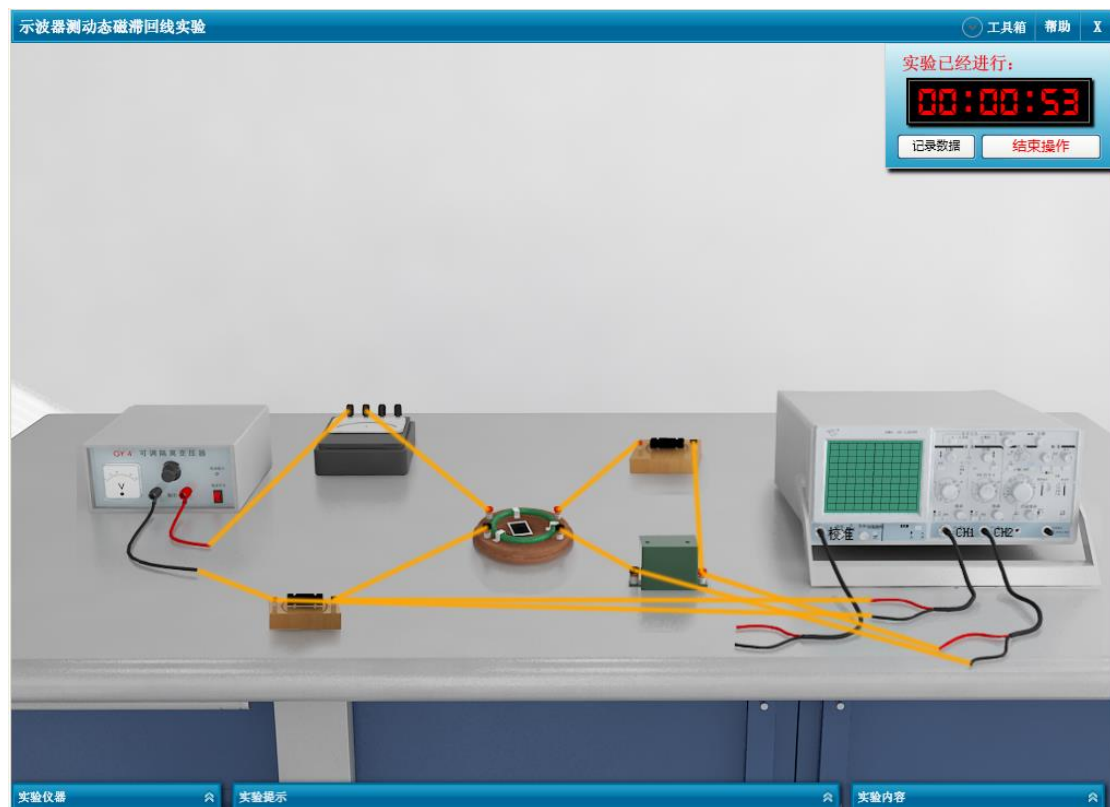 示波器测动态磁滞回线实验
工具箱 帮助 X
实验已经进行：
00:00:53
记录数据 结束操作
GY-4 可调隔离变压器
V
校准
CH1 CH2
实验仪器
实验提示
实验内容